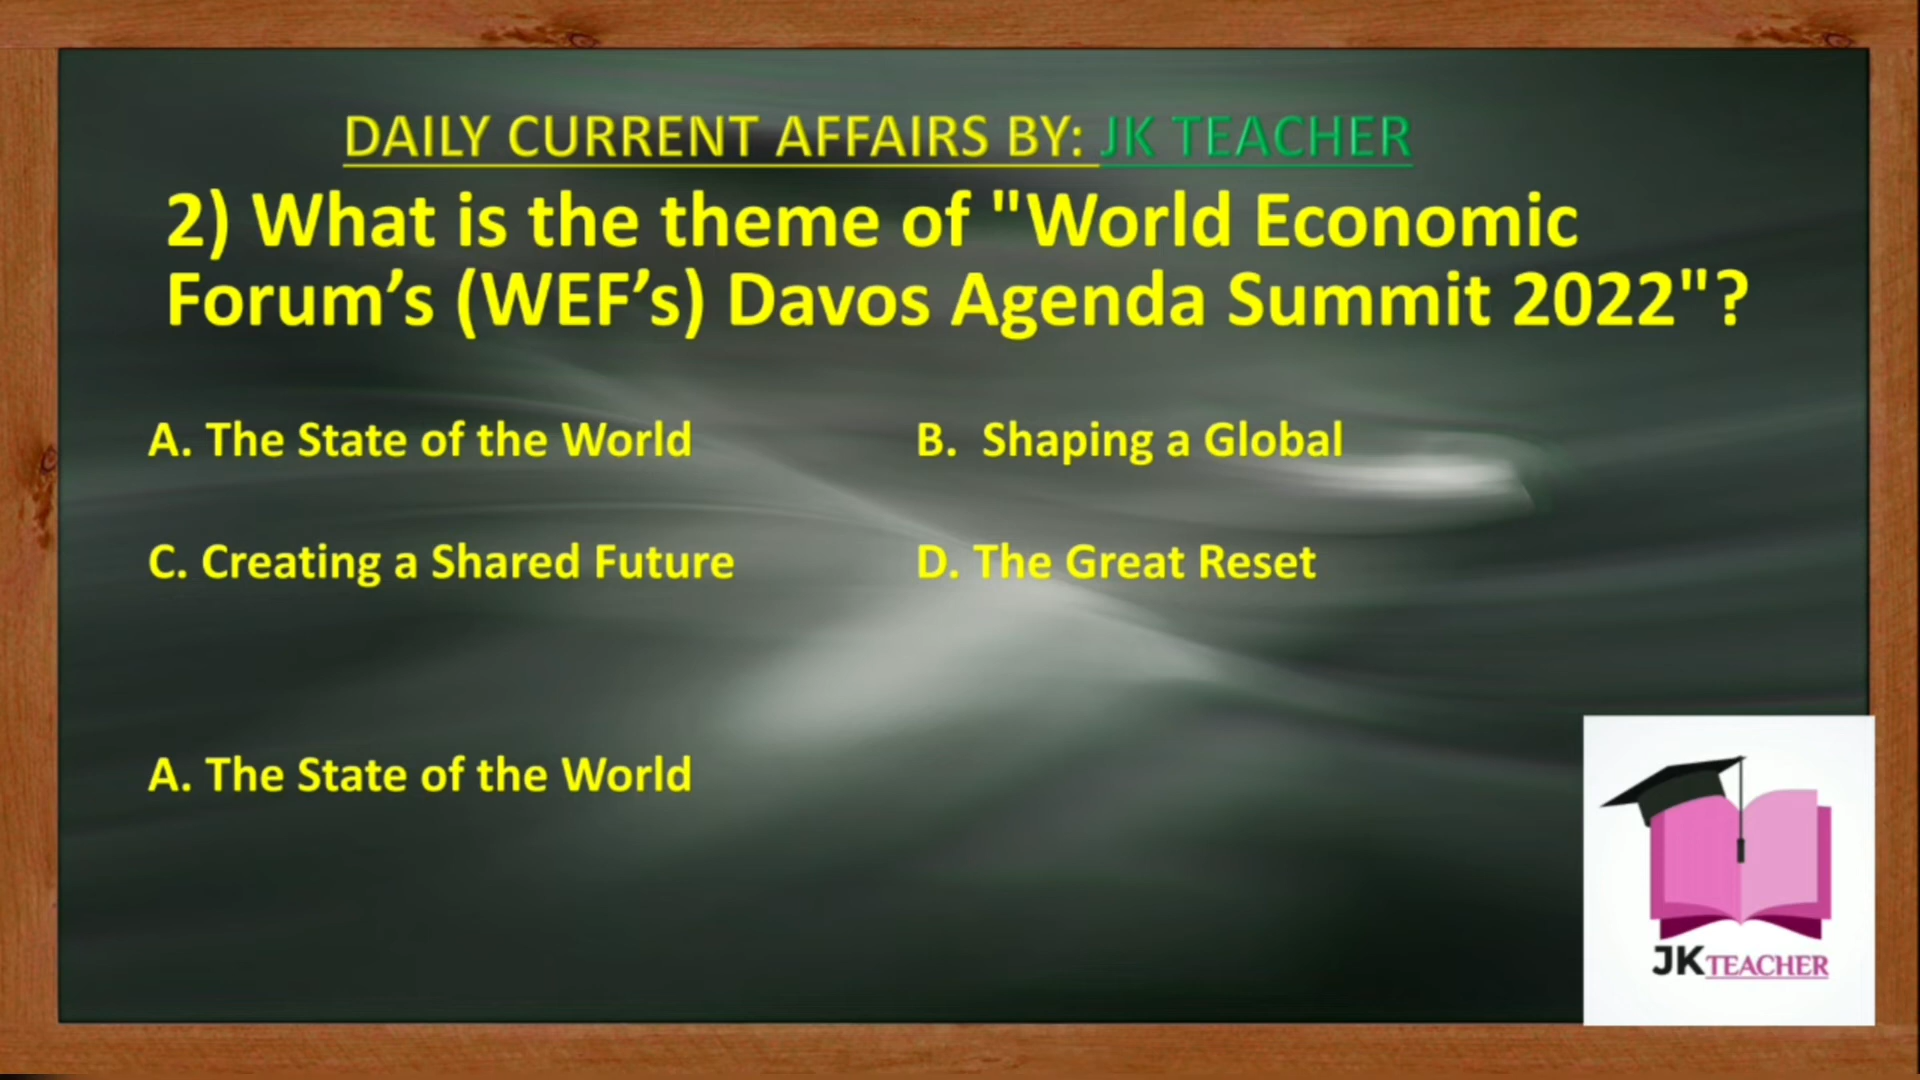 DAILY CURRENT AFFAIRS BY: JK TEACHER
2) What is the theme of "World Economic
Forum’s (WEF’s) Davos Agenda Summit 2022"?
A. The State of the World
B. Shaping a Global
C. Creating a Shared Future
D. The Great Reset
A. The State of the World
JK TEACHER